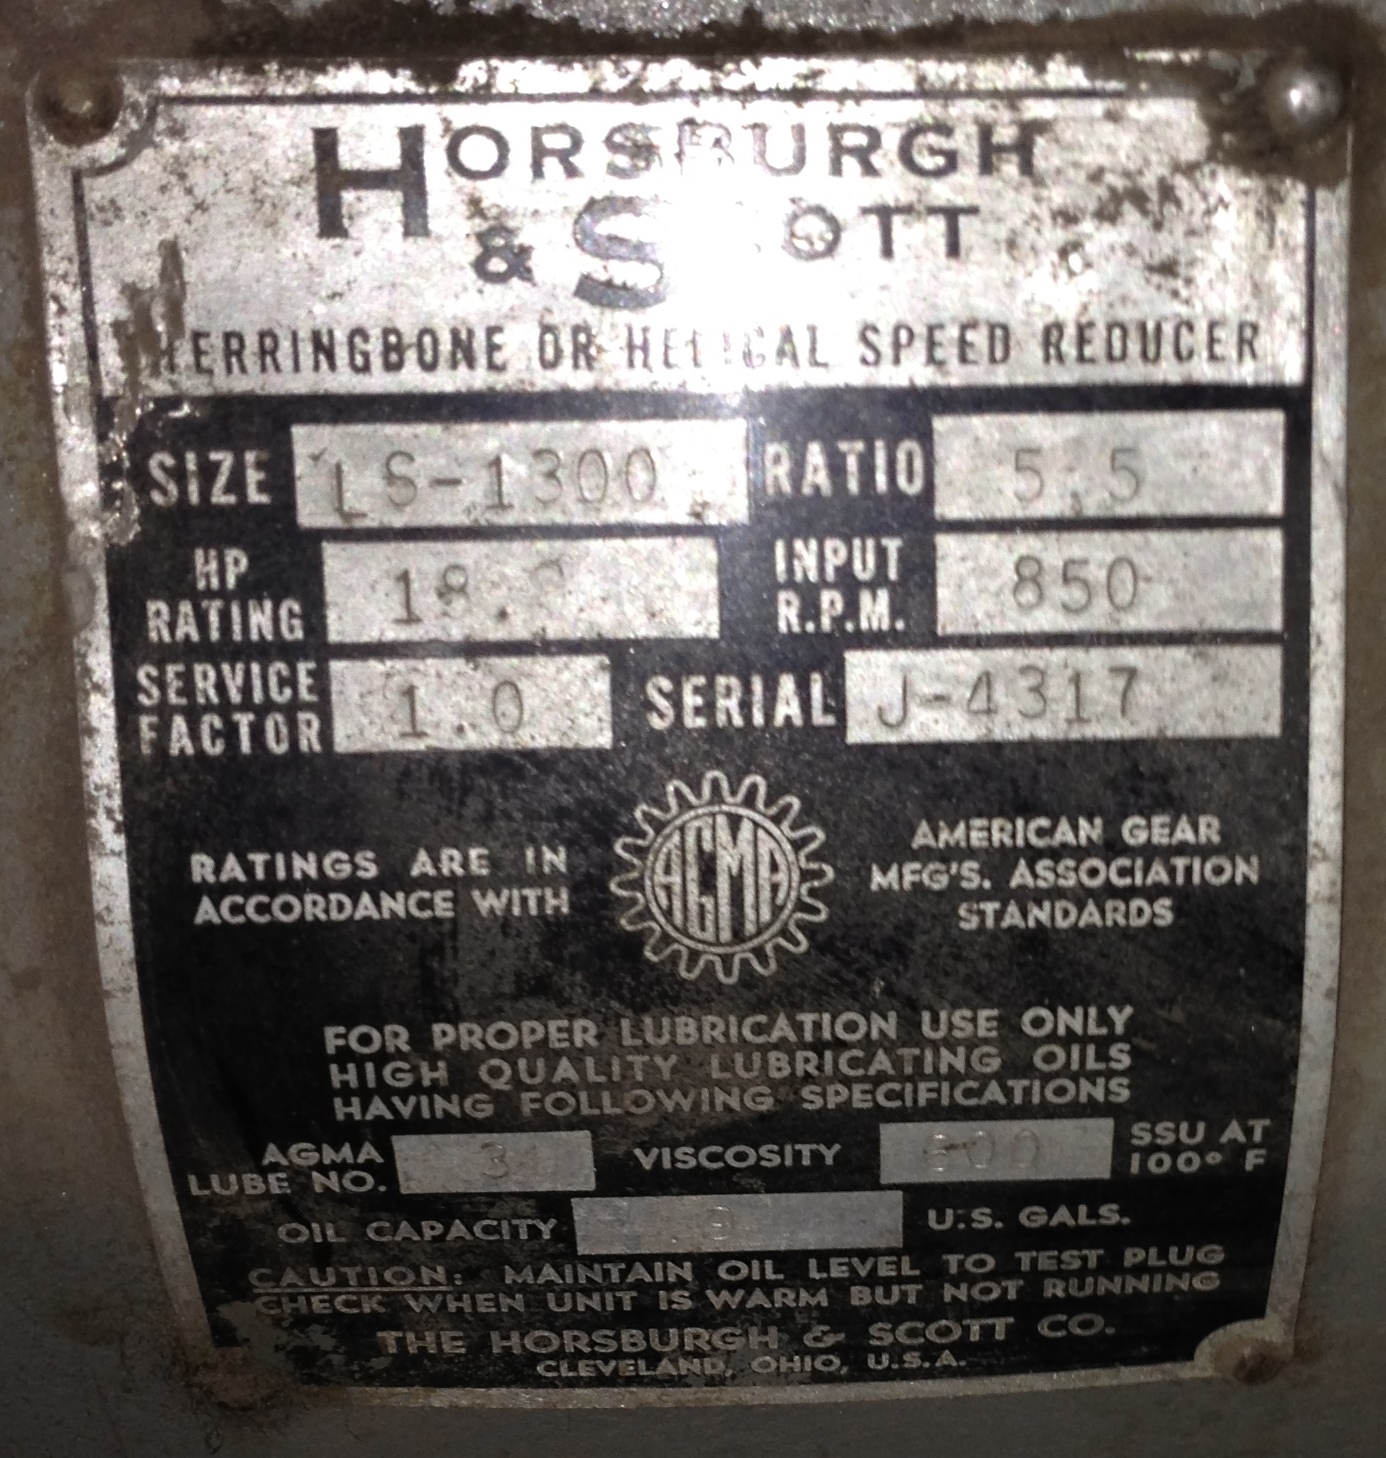 HORSBURGH
& SCOTT
HERRINGBONE OR HELICAL SPEED REDUCER
SIZE LS-1300 RATIO 5.5
HP RATING INPUT R.P.M. 850
SERVICE FACTOR 1.0 SERIAL J-4317
RATINGS ARE IN
ACCORDANCE WITH
AGMA
AMERICAN GEAR
MFG'S. ASSOCIATION
STANDARDS
FOR PROPER LUBRICATION USE ONLY
HIGH QUALITY LUBRICATING OILS
HAVING FOLLOWING SPECIFICATIONS
AGMA LUBE NO. 3 VISCOSITY 600 SSU AT 100° F
OIL CAPACITY U.S. GALS.
CAUTION: MAINTAIN OIL LEVEL TO TEST PLUG
CHECK WHEN UNIT IS WARM BUT NOT RUNNING
THE HORSBURGH & SCOTT CO.
CLEVELAND, OHIO, U.S.A.